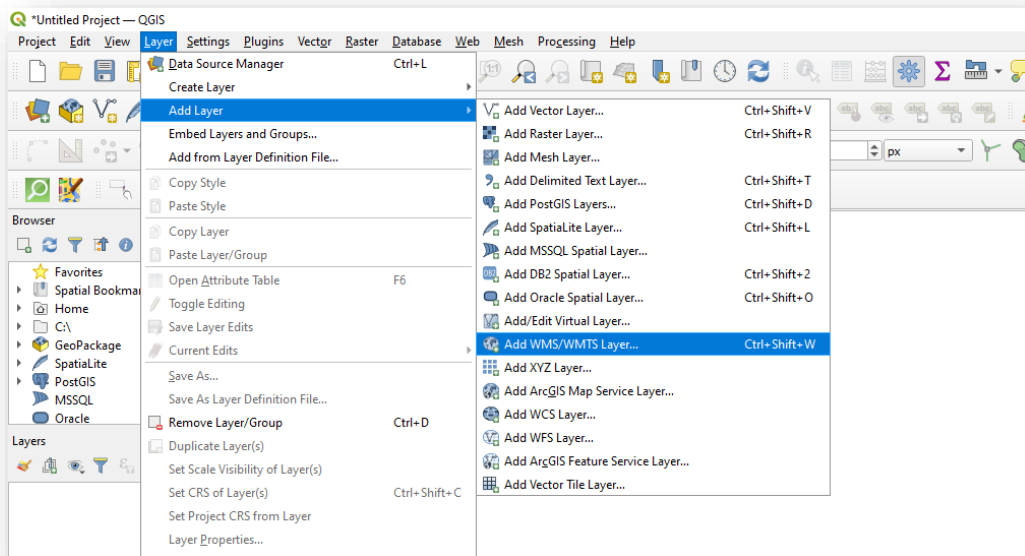 *Untitled Project — QGIS
Project Edit View Layer Settings Plugins Vector Raster Database Web Mesh Processing Help
Data Source Manager Ctrl+L
Create Layer
Add Layer
Embed Layers and Groups...
Add from Layer Definition File...
Copy Style
Paste Style
Copy Layer
Paste Layer/Group
Open Attribute Table F6
Toggle Editing
Save Layer Edits
Current Edits
Save As...
Save As Layer Definition File...
Remove Layer/Group Ctrl+D
Duplicate Layer(s)
Set Scale Visibility of Layer(s)
Set CRS of Layer(s) Ctrl+Shift+C
Set Project CRS from Layer
Layer Properties...
Add Vector Layer... Ctrl+Shift+V
Add Raster Layer... Ctrl+Shift+R
Add Mesh Layer...
Add Delimited Text Layer... Ctrl+Shift+T
Add PostGIS Layers... Ctrl+Shift+D
Add SpatiaLite Layer... Ctrl+Shift+L
Add MSSQL Spatial Layer...
Add DB2 Spatial Layer... Ctrl+Shift+2
Add Oracle Spatial Layer... Ctrl+Shift+O
Add/Edit Virtual Layer...
Add WMS/WMTS Layer... Ctrl+Shift+W
Add XYZ Layer...
Add ArcGIS Map Service Layer...
Add WCS Layer...
Add WFS Layer...
Add ArcGIS Feature Service Layer...
Add Vector Tile Layer...
px
Browser
Favorites
Spatial Bookma
Home
C:\
GeoPackage
SpatiaLite
PostGIS
MSSQL
Oracle
Layers